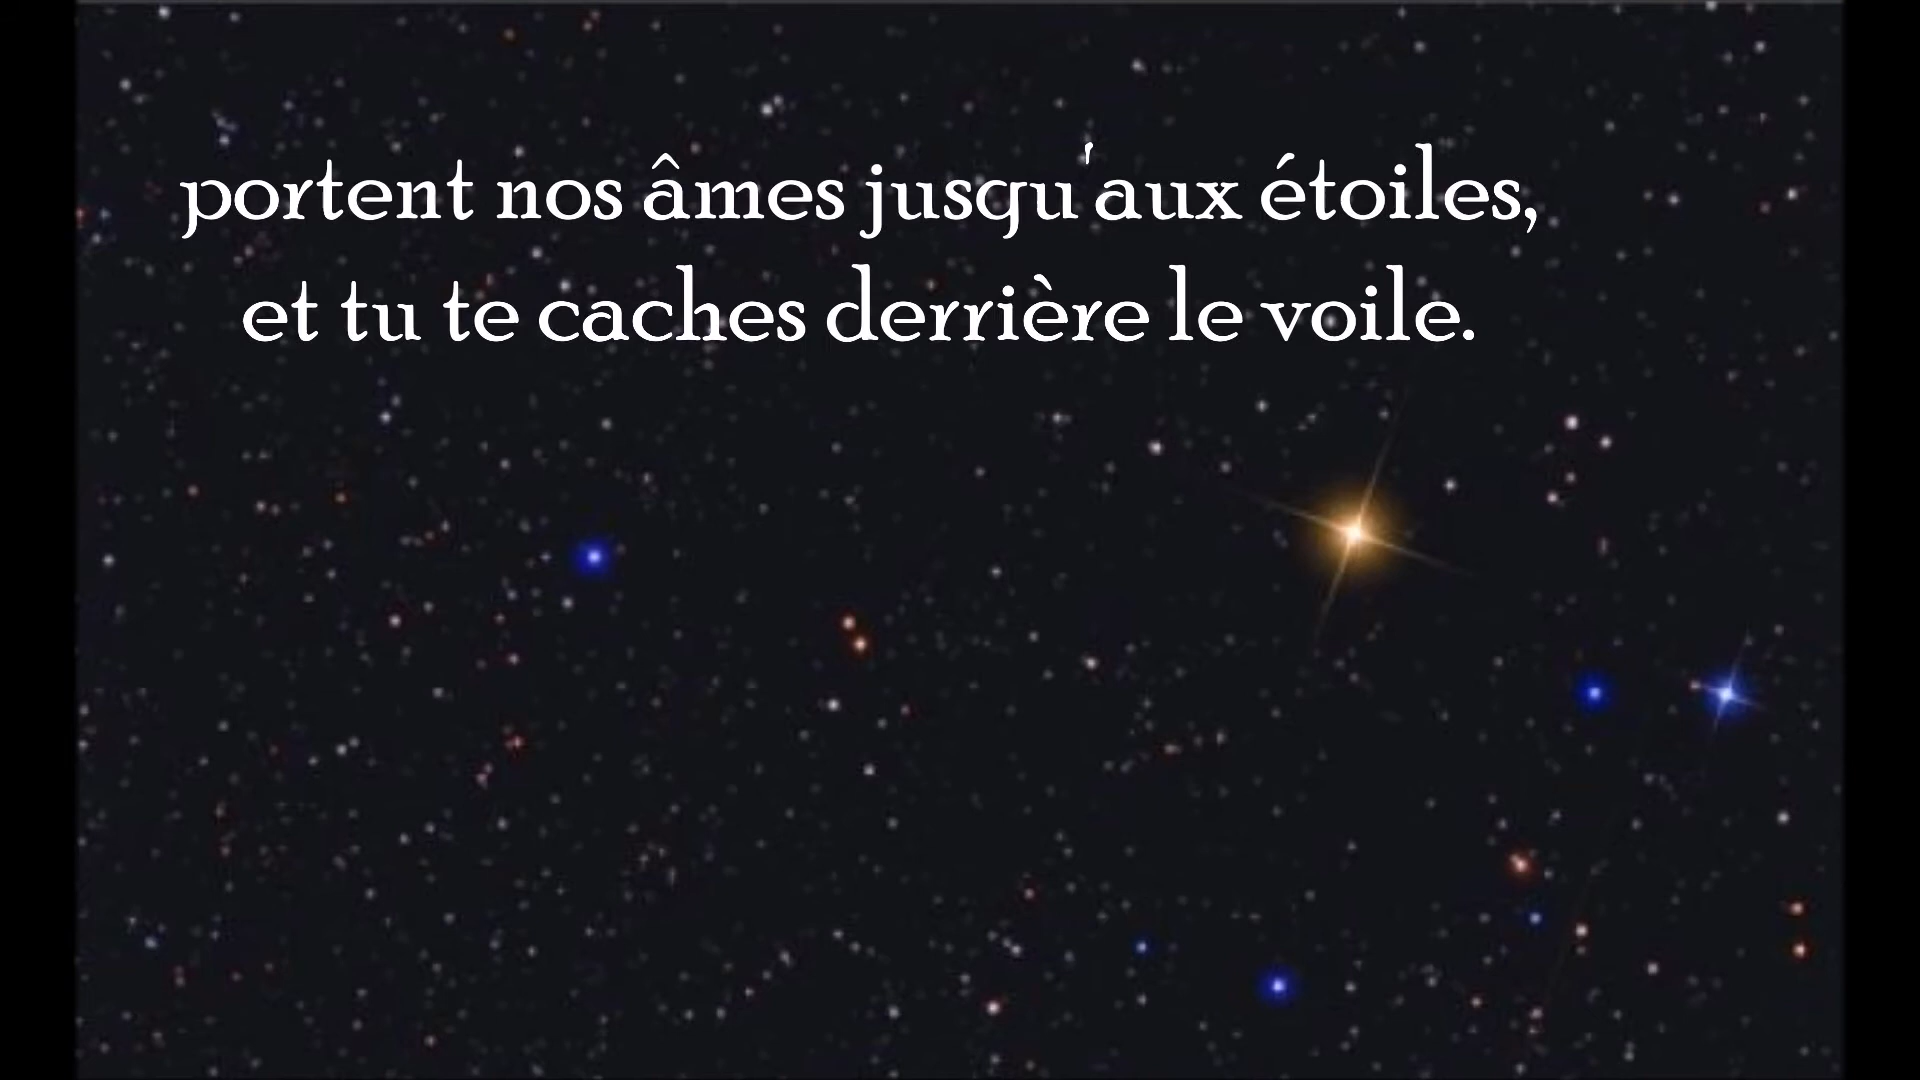 portent nos âmes jusqu'aux étoiles,
et tu te caches derrière le voile.